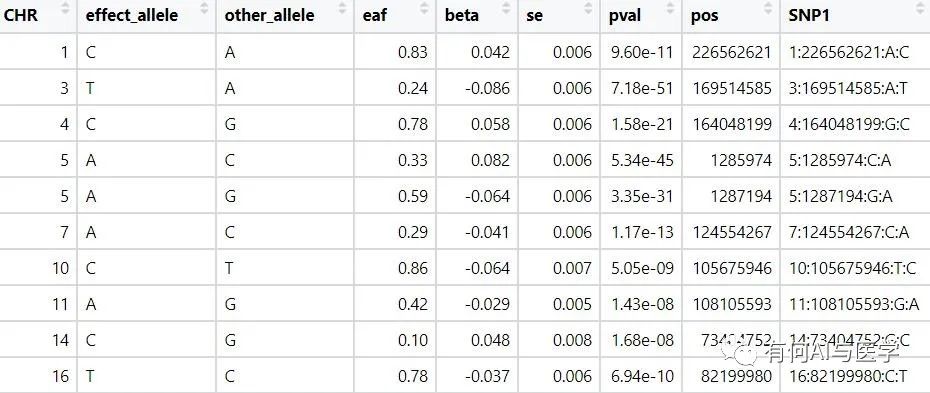 CHR effect_allele other_allele eaf beta se pval pos SNP1
1 C A 0.83 0.042 0.006 9.60e-11 226562621 1:226562621:A:C
3 T A 0.24 -0.086 0.006 7.18e-51 169514585 3:169514585:A:T
4 C G 0.78 0.058 0.006 1.58e-21 164048199 4:164048199:G:C
5 A C 0.33 0.082 0.006 5.34e-45 1285974 5:1285974:C:A
5 A G 0.59 -0.064 0.006 3.35e-31 1287194 5:1287194:G:A
7 A C 0.29 -0.041 0.006 1.17e-13 124554267 7:124554267:C:A
10 C T 0.86 -0.064 0.007 5.05e-09 105675946 10:105675946:T:C
11 A G 0.42 -0.029 0.005 1.43e-08 108105593 11:108105593:G:A
14 C G 0.10 0.048 0.008 1.68e-08 73404752 14:73404752:G:C
有何AI与医学
16 T C 0.78 -0.037 0.006 6.94e-10 82199980 16:82199980:C:T